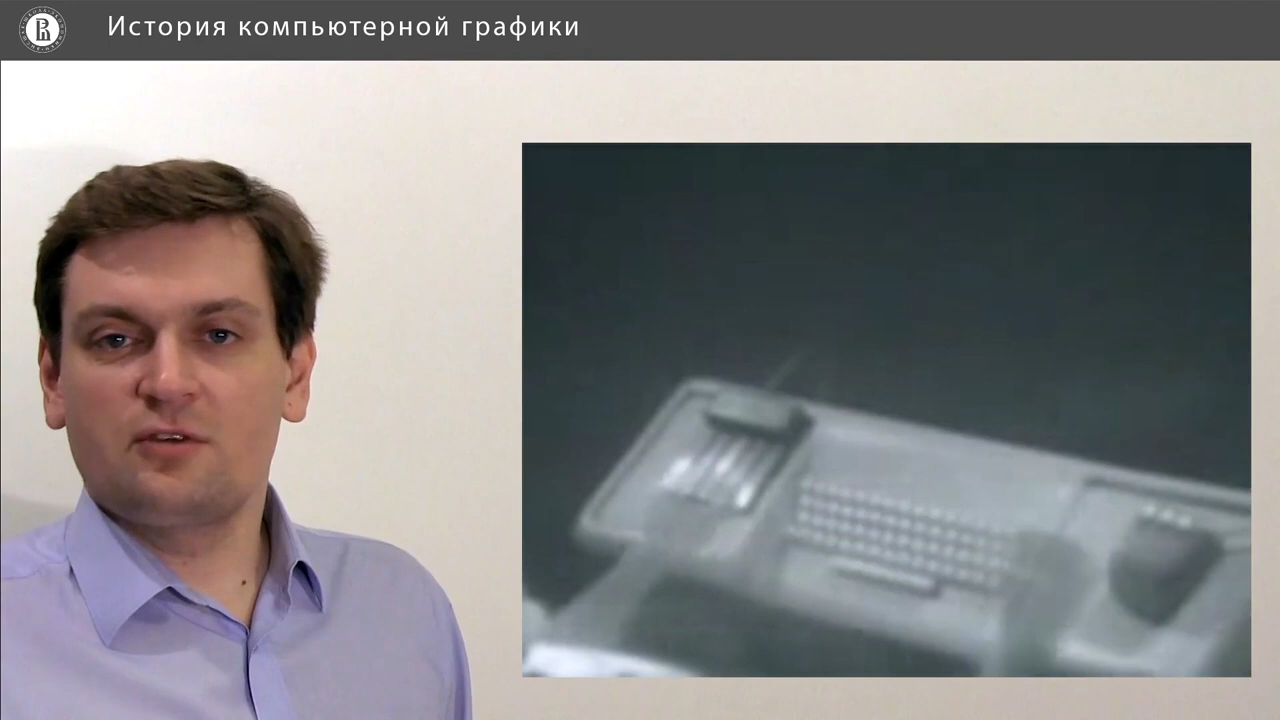 История компьютерной графики